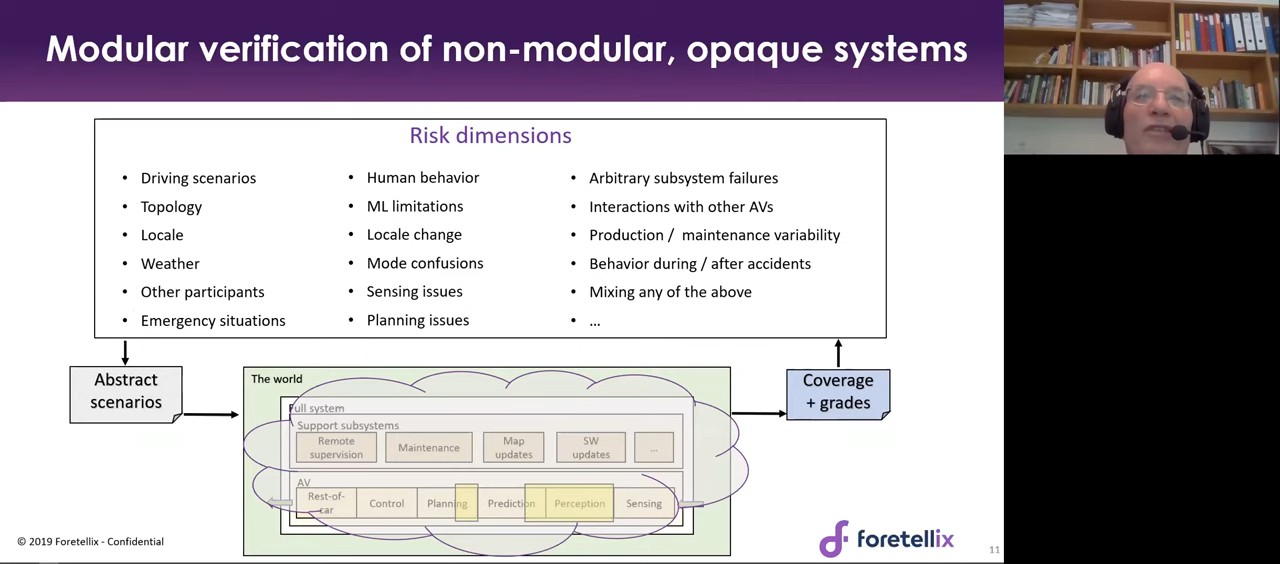 Modular verification of non-modular, opaque systems
Risk dimensions
• Driving scenarios
• Topology
• Locale
• Weather
• Other participants
• Emergency situations
• Human behavior
• ML limitations
• Locale change
• Mode confusions
• Sensing issues
• Planning issues
• Arbitrary subsystem failures
• Interactions with other AVs
• Production / maintenance variability
• Behavior during / after accidents
• Mixing any of the above
• ...
Abstract
scenarios
The world
Full system
Support subsystems
Remote
supervision
Maintenance
Map
updates
SW
updates
...
AV
Rest-of-
car
Control
Planning
Prediction
Perception
Sensing
Coverage
+ grades
© 2019 Foretellix - Confidential
foretellix
11